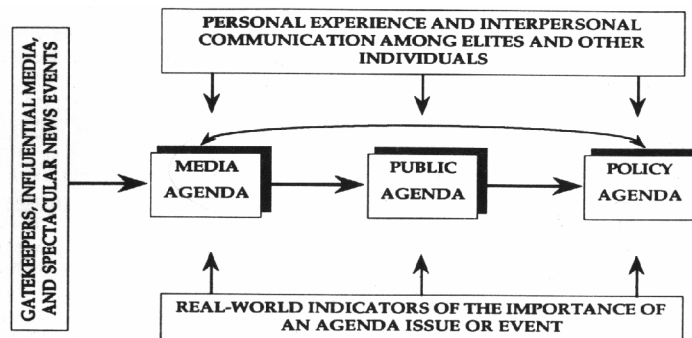 PERSONAL EXPERIENCE AND INTERPERSONAL
COMMUNICATION AMONG ELITES AND OTHER
INDIVIDUALS
GATEKEEPERS, INFLUENTIAL MEDIA,
AND SPECTACULAR NEWS EVENTS
MEDIA
AGENDA
PUBLIC
AGENDA
POLICY
AGENDA
REAL-WORLD INDICATORS OF THE IMPORTANCE OF
AN AGENDA ISSUE OR EVENT